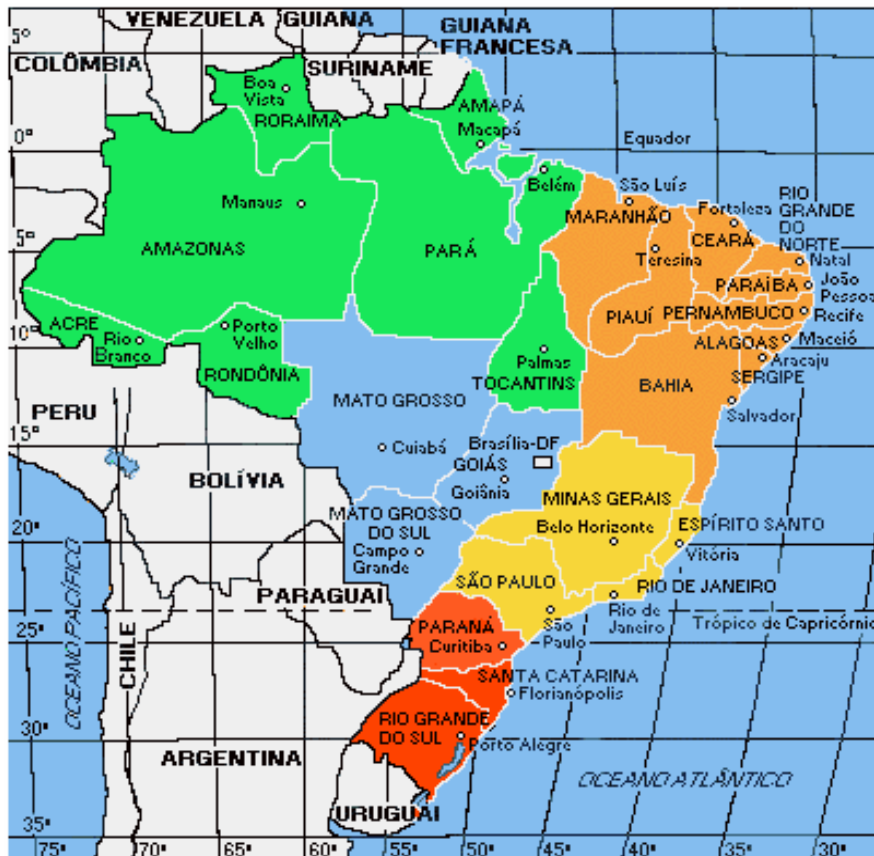 VENEZUELA
GUIANA
GUIANA
FRANCESA
COLÔMBIA
SURINAME
5°
Boa
Vista
RORAIMA
AMAPÁ
Macapá
0°
Equador
Belém
São Luís
Manaus
MARANHÃO
Fortaleza
RIO
GRANDE
DO
NORTE
CEARÁ
5°
AMAZONAS
PARÁ
Teresina
Natal
PARAÍBA
João
Pessoa
PIAUÍ
PERNAMBUCO
Recife
ACRE
Rio
Branco
Porto
Velho
10°
ALAGOAS
Maceió
Aracaju
Palmas
TOCANTINS
RONDÔNIA
SERGIPE
BAHIA
MATO GROSSO
Salvador
PERU
15°
Cuiabá
Brasília-DF
GOIÁS
Goiânia
BOLÍVIA
MINAS GERAIS
MATO GROSSO
DO SUL
Belo Horizonte
ESPÍRITO SANTO
20°
Campo
Grande
Vitória
SÃO PAULO
RIO DE JANEIRO
PARAGUAI
São
Paulo
Rio de
Janeiro
Trópico de Capricórnio
25°
PARANÁ
Curitiba
OCEANO PACÍFICO
CHILE
SANTA CATARINA
Florianópolis
RIO GRANDE
DO SUL
30°
Porto Alegre
ARGENTINA
OCEANO ATLÂNTICO
URUGUAI
35°
75°
70°
60°
55°
50°
45°
40°
35°
30°